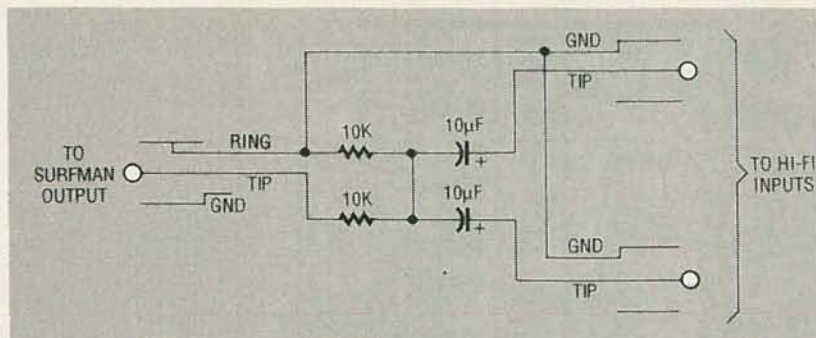 GND
TIP
10K
10µF
RING
+
TO
SURFMAN
OUTPUT
TO HI-FI
INPUTS
TIP
10K
10µF
GND
+
GND
TIP